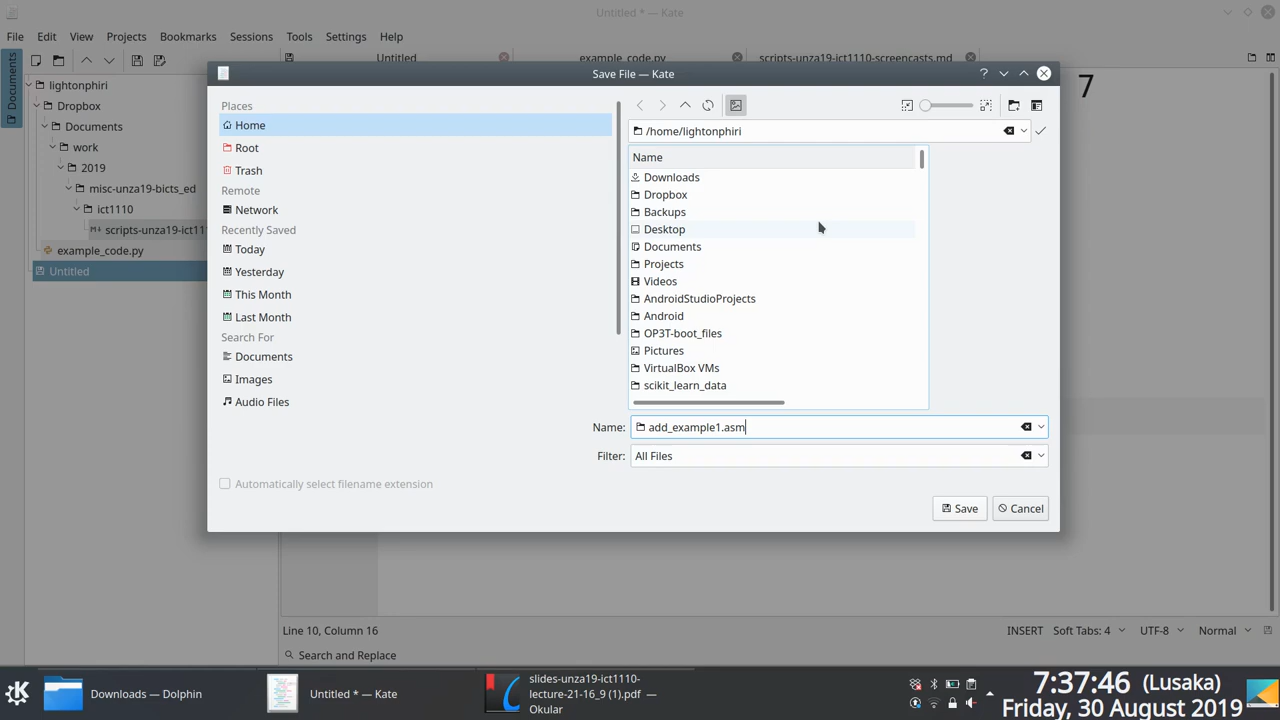 Untitled * — Kate
File Edit View Projects Bookmarks Sessions Tools Settings Help
Untitled example_code.py scripts-unza19-ict1110-screencasts.md
Documents
lightonphiri
Dropbox
Documents
work
2019
misc-unza19-bicts_ed
ict1110
scripts-unza19-ict11
example_code.py
Untitled
7
Save File — Kate
Places
Home
Root
Trash
Remote
Network
Recently Saved
Today
Yesterday
This Month
Last Month
Search For
Documents
Images
Audio Files
/home/lightonphiri
Name
Downloads
Dropbox
Backups
Desktop
Documents
Projects
Videos
AndroidStudioProjects
Android
OP3T-boot_files
Pictures
VirtualBox VMs
scikit_learn_data
Name: add_example1.asm
Filter: All Files
Automatically select filename extension
Save Cancel
Line 10, Column 16 INSERT Soft Tabs: 4 UTF-8 Normal
Search and Replace
Downloads — Dolphin
Untitled * — Kate
slides-unza19-ict1110-
lecture-21-16_9 (1).pdf —
Okular
7:37:46 (Lusaka)
Friday, 30 August 2019